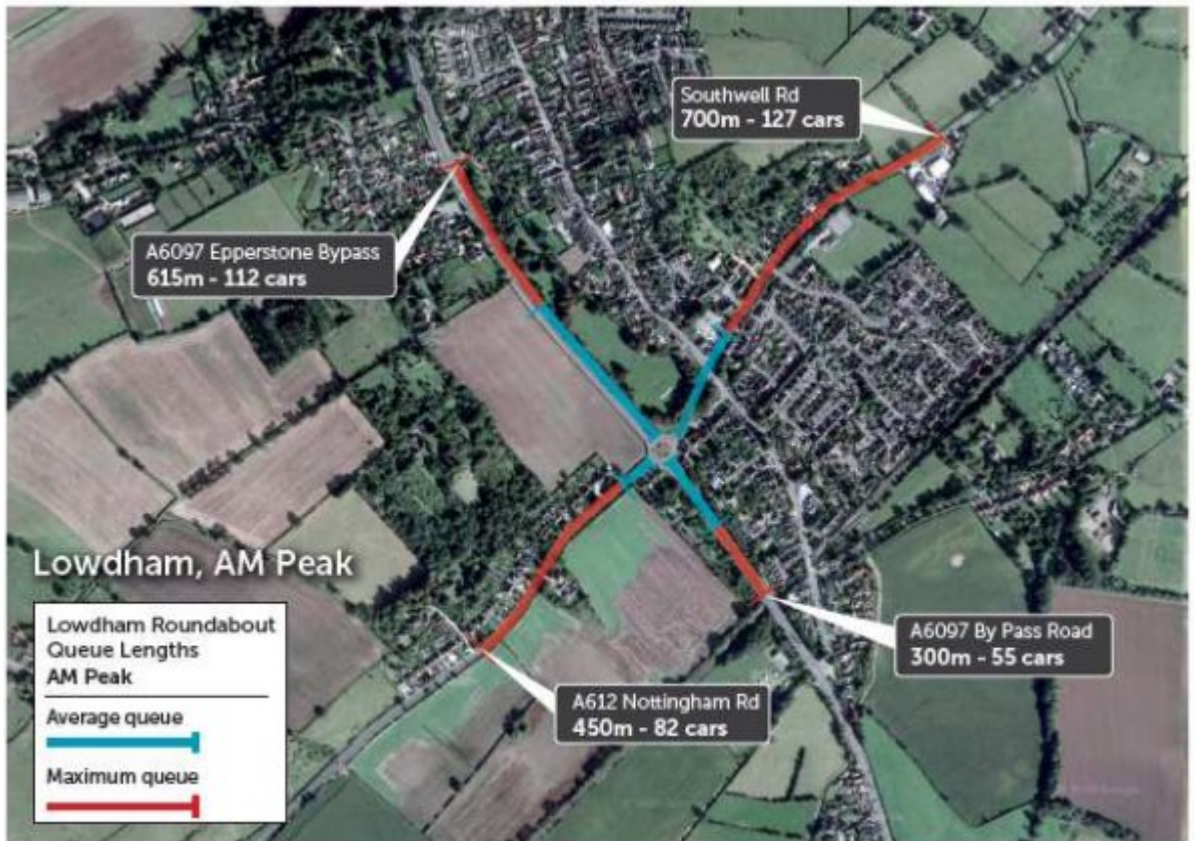 Southwell Rd
700m - 127 cars
A6097 Epperstone Bypass
615m - 112 cars
Lowdham, AM Peak
Lowdham Roundabout
Queue Lengths
AM Peak
Average queue
Maximum queue
A6097 By Pass Road
300m - 55 cars
A612 Nottingham Rd
450m - 82 cars